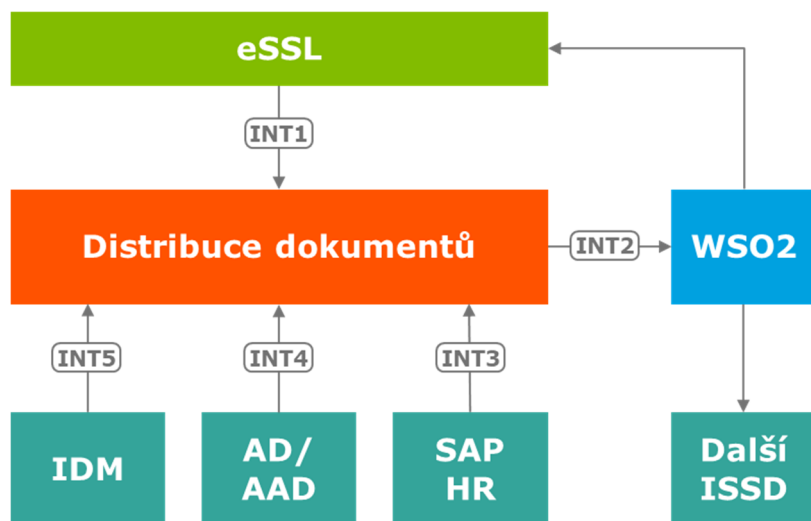 eSSL
INT1
Distribuce dokumentů
INT2
WSO2
INT5
INT4
INT3
IDM
AD/
AAD
SAP
HR
Další
ISSD